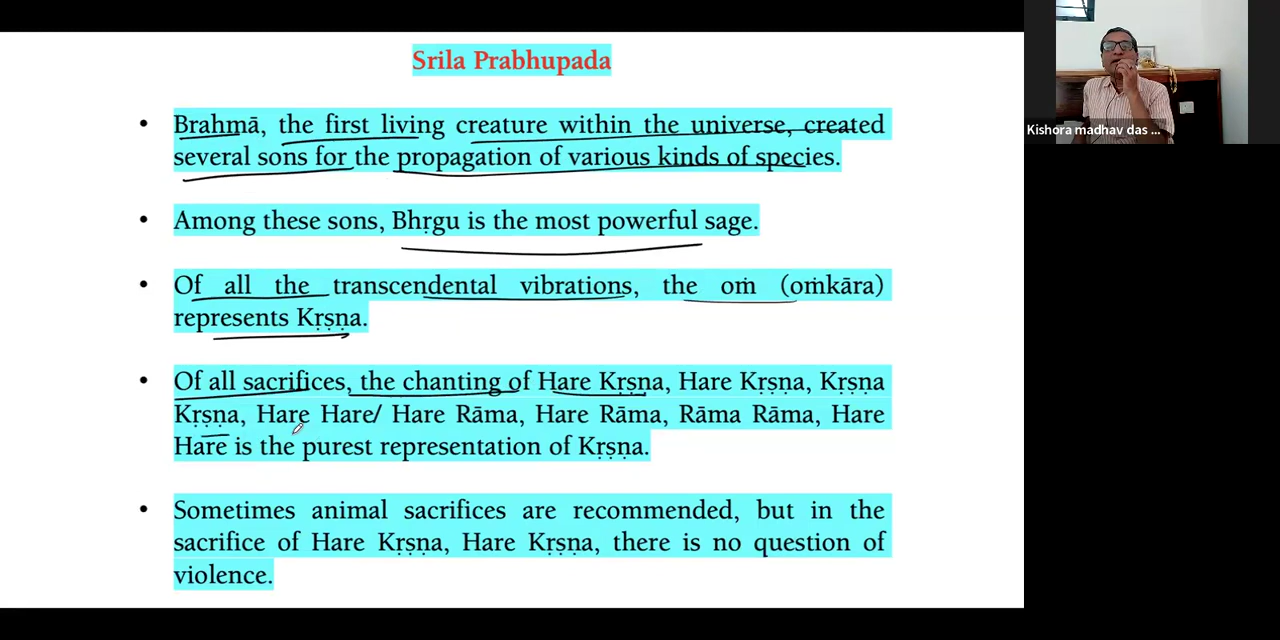 Srila Prabhupada
• Brahmā, the first living creature within the universe, created
several sons for the propagation of various kinds of species.
• Among these sons, Bhṛgu is the most powerful sage.
• Of all the transcendental vibrations, the oṁ (oṁkāra)
represents Kṛṣṇa.
• Of all sacrifices, the chanting of Hare Kṛṣṇa, Hare Kṛṣṇa, Kṛṣṇa
Kṛṣṇa, Hare Hare/ Hare Rāma, Hare Rāma, Rāma Rāma, Hare
Hare is the purest representation of Kṛṣṇa.
• Sometimes animal sacrifices are recommended, but in the
sacrifice of Hare Kṛṣṇa, Hare Kṛṣṇa, there is no question of
violence.
Kishora madhav das ...